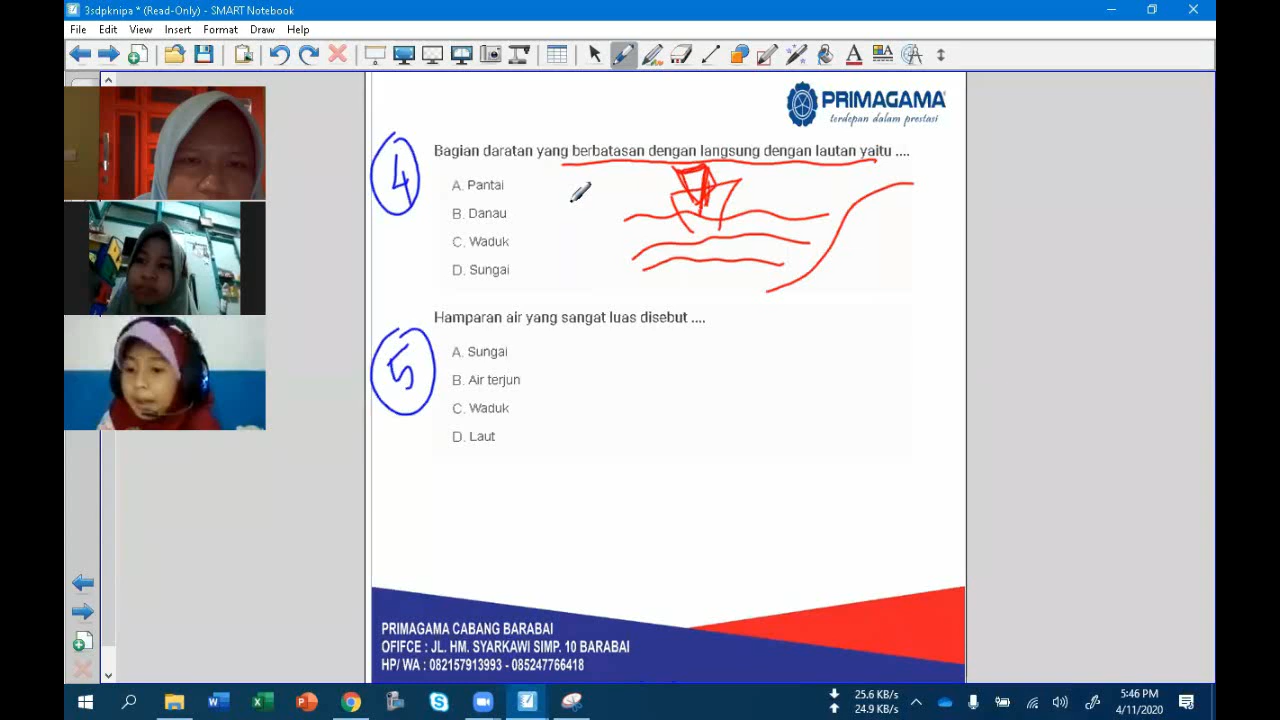 3sdpknipa * (Read-Only) - SMART Notebook
File Edit View Insert Format Draw Help
PRIMAGAMA
terdepan dalam prestasi
4
Bagian daratan yang berbatasan dengan langsung dengan lautan yaitu ....
A. Pantai
B. Danau
C. Waduk
D. Sungai
5
Hamparan air yang sangat luas disebut ....
A. Sungai
B. Air terjun
C. Waduk
D. Laut
PRIMAGAMA CABANG BARABAI
OFIFCE : JL. HM. SYARKAWI SIMP. 10 BARABAI
HP/ WA : 082157913993 - 085247766418
25.6 KB/s
24.9 KB/s
5:46 PM
4/11/2020